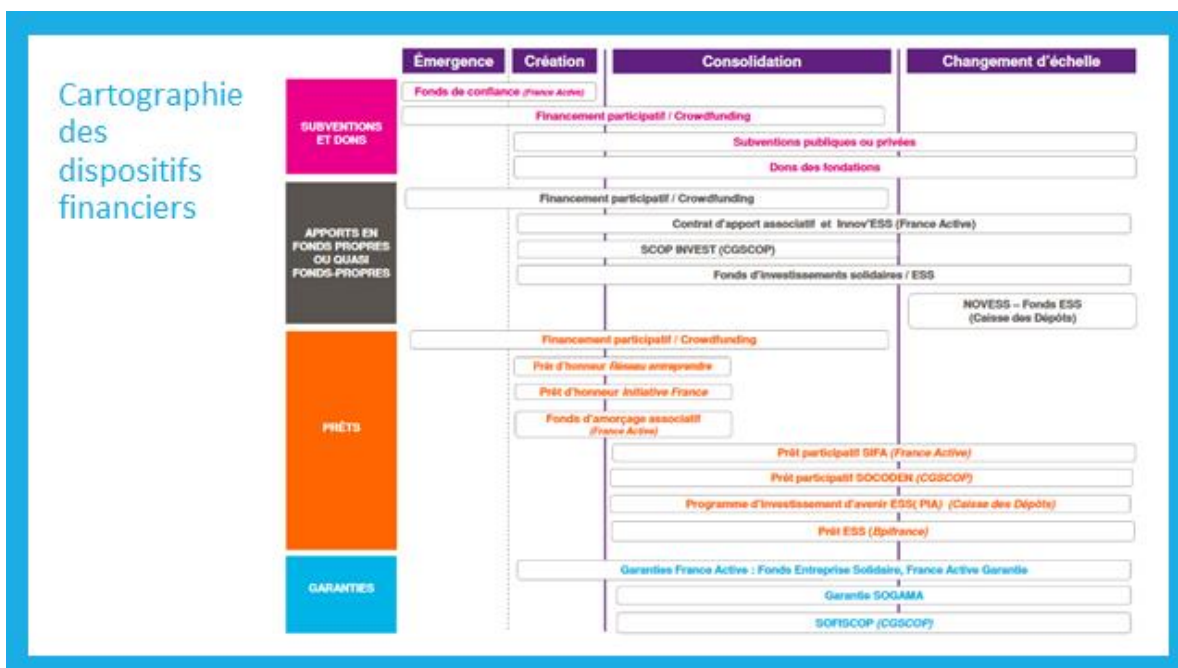 Cartographie
des
dispositifs
financiers
Émergence
Création
Consolidation
Changement d'échelle
SUBVENTIONS
ET DONS
Fonds de confiance (France Active)
Financement participatif / Crowdfunding
Subventions publiques ou privées
Dons des fondations
APPORTS EN
FONDS PROPRES
OU QUASI
FONDS-PROPRES
Financement participatif / Crowdfunding
Contrat d'apport associatif et Innov'ESS (France Active)
SCOP INVEST (CGSCOP)
Fonds d'investissements solidaires / ESS
NOVESS – Fonds ESS
(Caisse des Dépôts)
PRÊTS
Financement participatif / Crowdfunding
Prêt d'honneur Réseau entreprendre
Prêt d'honneur Initiative France
Fonds d'amorçage associatif
(France Active)
Prêt participatif SIFA (France Active)
Prêt participatif SOCODEN (CGSCOP)
Programme d'investissement d'avenir ESS( PIA) (Caisse des Dépôts)
Prêt ESS (Bpifrance)
GARANTIES
Garanties France Active : Fonds Entreprise Solidaire, France Active Garantie
Garantie SOGAMA
SOFISCOP (CGSCOP)